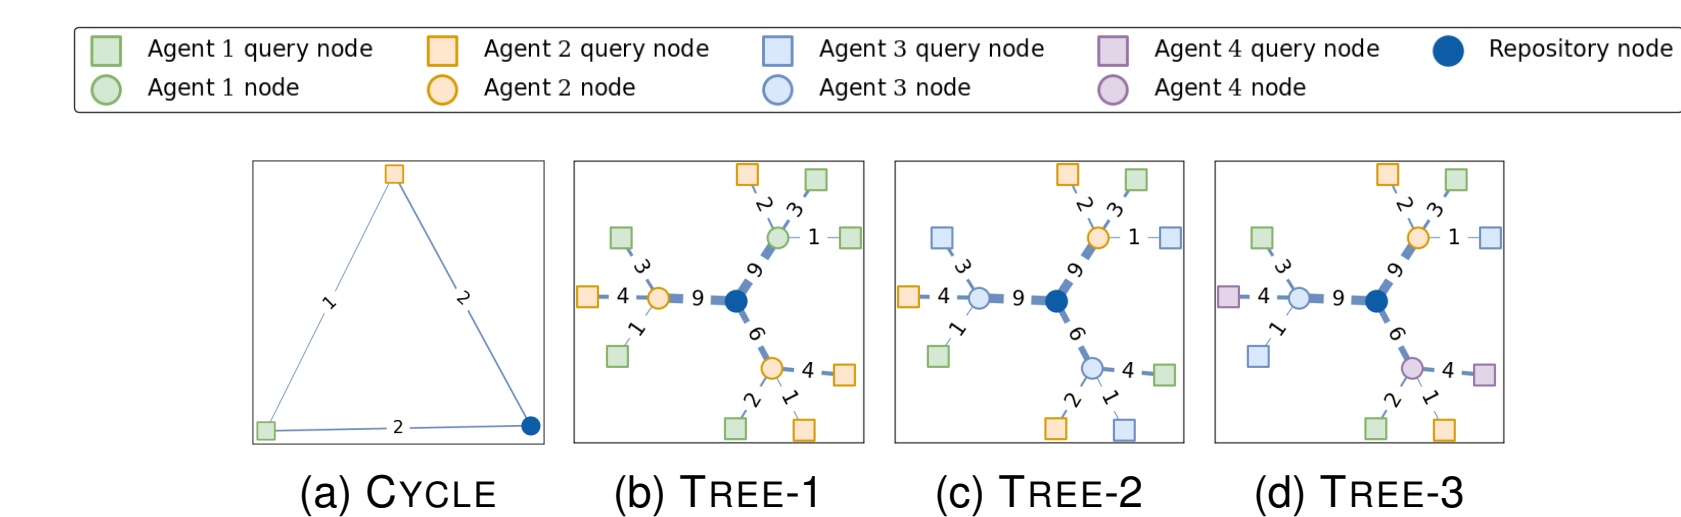 Agent 1 query node Agent 2 query node Agent 3 query node Agent 4 query node Repository node
Agent 1 node Agent 2 node Agent 3 node Agent 4 node
1 2 2
2 3 1 3 4 1 9 9 6 4 2 1
2 3 1 3 4 1 9 9 6 4 2 1
2 3 1 3 4 1 9 9 6 4 2 1
(a) CYCLE (b) TREE-1 (c) TREE-2 (d) TREE-3